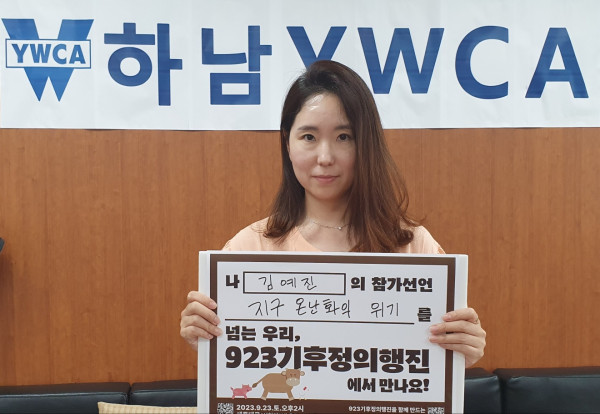 YWCA
하남YWCA
나 김예진 의 참가선언
지구 온난화의 위기 를
넘는 우리,
923기후정의행진
에서 만나요!
2023.9.23.토.오후2시
923기후정의행진을 함께 만드는